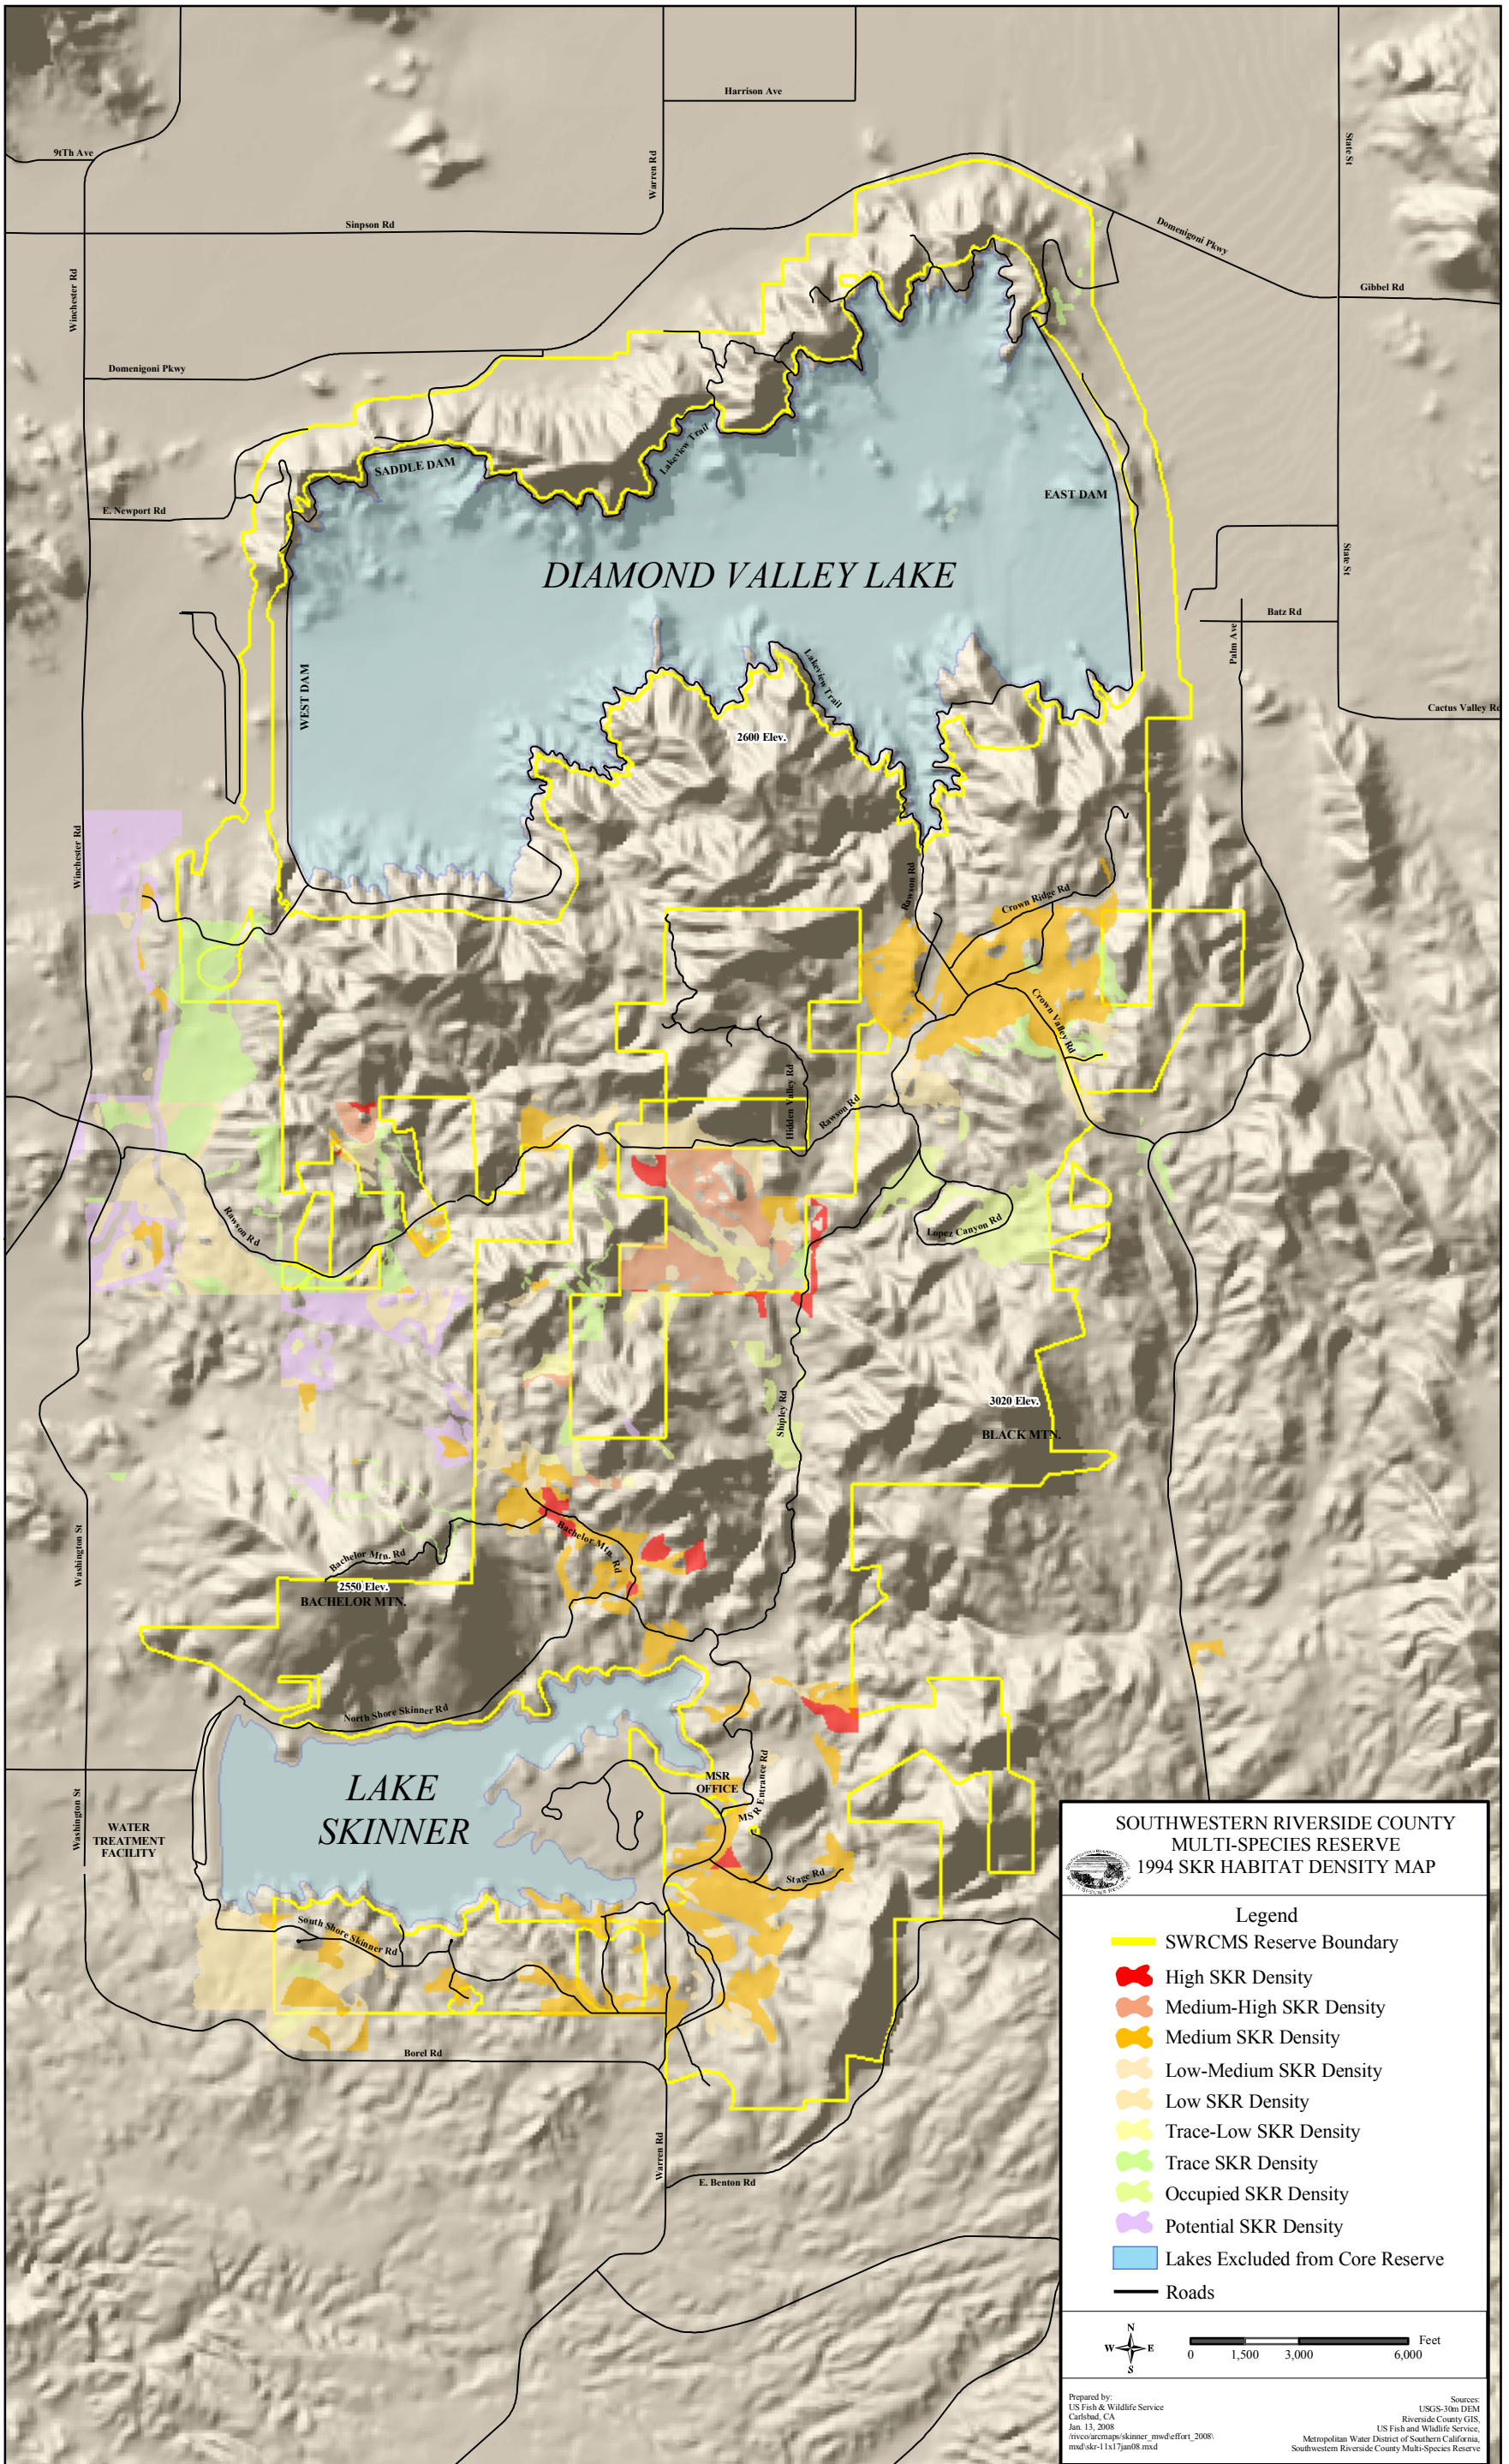 Harrison Ave
State St
9tTh Ave
Warren Rd
Sinpson Rd
Domenigoni Pkwy
Winchester Rd
Gibbel Rd
Domenigoni Pkwy
Lakeview Trail
SADDLE DAM
EAST DAM
E. Newport Rd
State St
DIAMOND VALLEY LAKE
Batz Rd
Palm Ave
Lakeview Trail
WEST DAM
Cactus Valley Rd
2600 Elev.
Winchester Rd
Rawson Rd
Crown Ridge Rd
Crown Valley Rd
Hidden Valley Rd
Rawson Rd
Rawson Rd
Lopez Canyon Rd
Shipley Rd
3020 Elev.
BLACK MTN.
Washington St
Bachelor Mtn. Rd
Bachelor Mtn. Rd
2550 Elev.
BACHELOR MTN.
North Shore Skinner Rd
LAKE
SKINNER
MSR
OFFICE
MSR Entrance Rd
Washington St
WATER
TREATMENT
FACILITY
Stage Rd
South Shore Skinner Rd
Borel Rd
Warren Rd
E. Benton Rd
SOUTHWESTERN RIVERSIDE COUNTY
MULTI-SPECIES RESERVE
1994 SKR HABITAT DENSITY MAP
Legend
SWRCMS Reserve Boundary
High SKR Density
Medium-High SKR Density
Medium SKR Density
Low-Medium SKR Density
Low SKR Density
Trace-Low SKR Density
Trace SKR Density
Occupied SKR Density
Potential SKR Density
Lakes Excluded from Core Reserve
Roads
N
W E
S
Feet
0 1,500 3,000 6,000
Prepared by:
US Fish & Wildlife Service
Carlsbad, CA
Jan. 13, 2008
/rivco/arcmaps/skinner_mwd\effort_2008\
mxd\skr-11x17jan08.mxd
Sources:
USGS-30m DEM
Riverside County GIS,
US Fish and Wlidlife Service,
Metropolitan Water District of Southern California,
Southwestern Riverside County Multi-Species Reserve